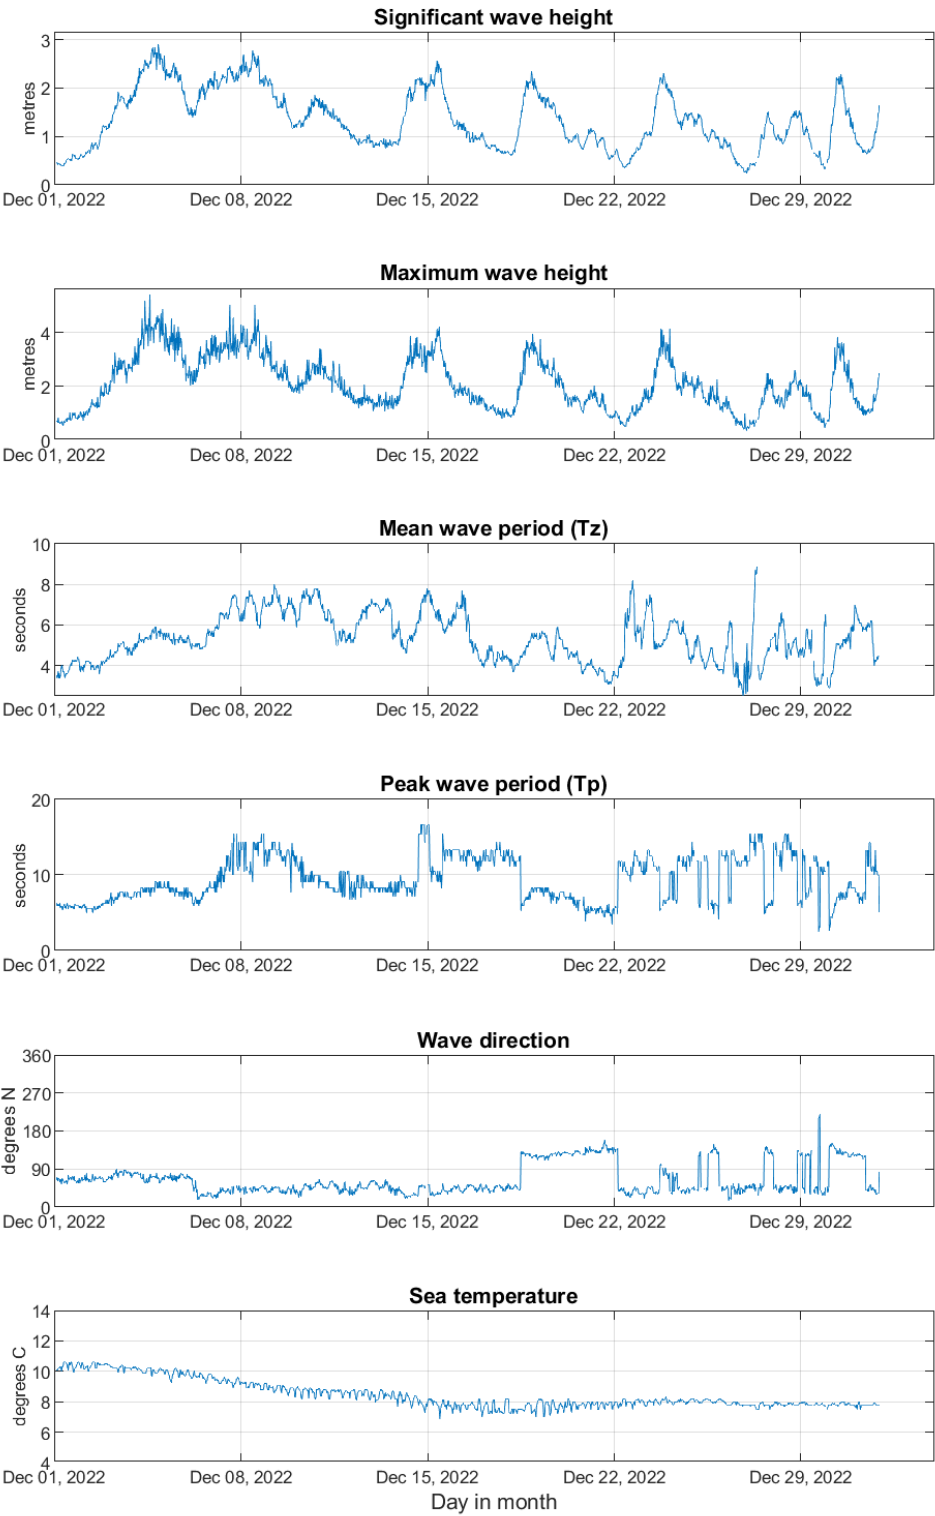 Significant wave height
metres
3
2
1
0
Dec 01, 2022 Dec 08, 2022 Dec 15, 2022 Dec 22, 2022 Dec 29, 2022
Maximum wave height
metres
4
2
0
Dec 01, 2022 Dec 08, 2022 Dec 15, 2022 Dec 22, 2022 Dec 29, 2022
Mean wave period (Tz)
seconds
10
8
6
4
Dec 01, 2022 Dec 08, 2022 Dec 15, 2022 Dec 22, 2022 Dec 29, 2022
Peak wave period (Tp)
seconds
20
10
0
Dec 01, 2022 Dec 08, 2022 Dec 15, 2022 Dec 22, 2022 Dec 29, 2022
Wave direction
degrees N
360
270
180
90
0
Dec 01, 2022 Dec 08, 2022 Dec 15, 2022 Dec 22, 2022 Dec 29, 2022
Sea temperature
degrees C
14
12
10
8
6
4
Dec 01, 2022 Dec 08, 2022 Dec 15, 2022 Dec 22, 2022 Dec 29, 2022
Day in month